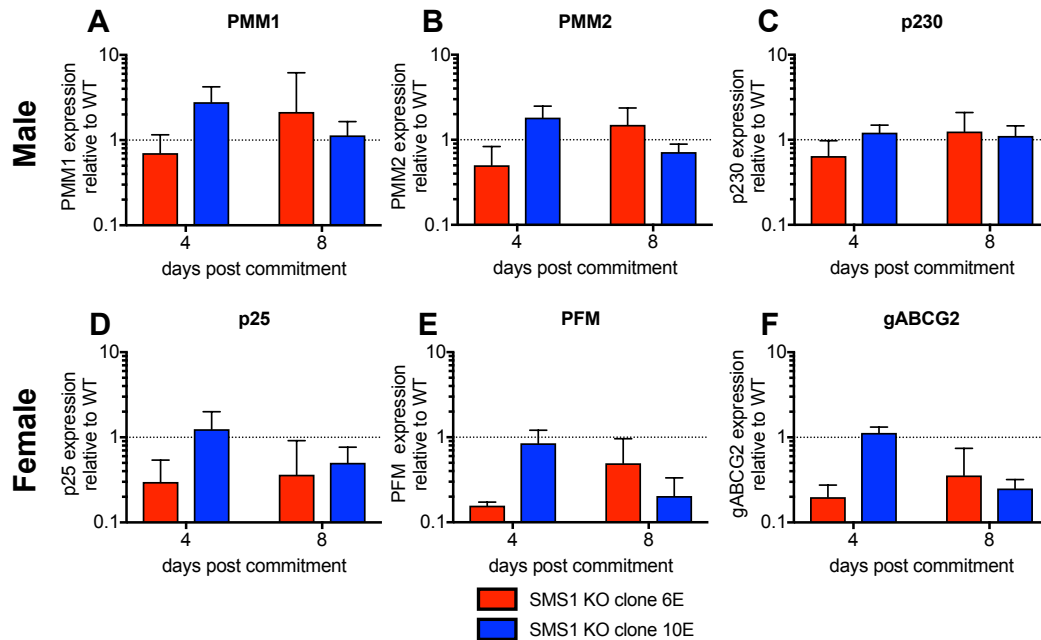 Male
A
PMM1
PMM1 expression
relative to WT
10
1
0.1
4
8
days post commitment
B
PMM2
PMM2 expression
relative to WT
10
1
0.1
4
8
days post commitment
C
p230
p230 expression
relative to WT
10
1
0.1
4
8
days post commitment
Female
D
p25
p25 expression
relative to WT
10
1
0.1
4
8
days post commitment
E
PFM
PFM expression
relative to WT
10
1
0.1
4
8
days post commitment
F
gABCG2
gABCG2 expression
relative to WT
10
1
0.1
4
8
days post commitment
SMS1 KO clone 6E
SMS1 KO clone 10E